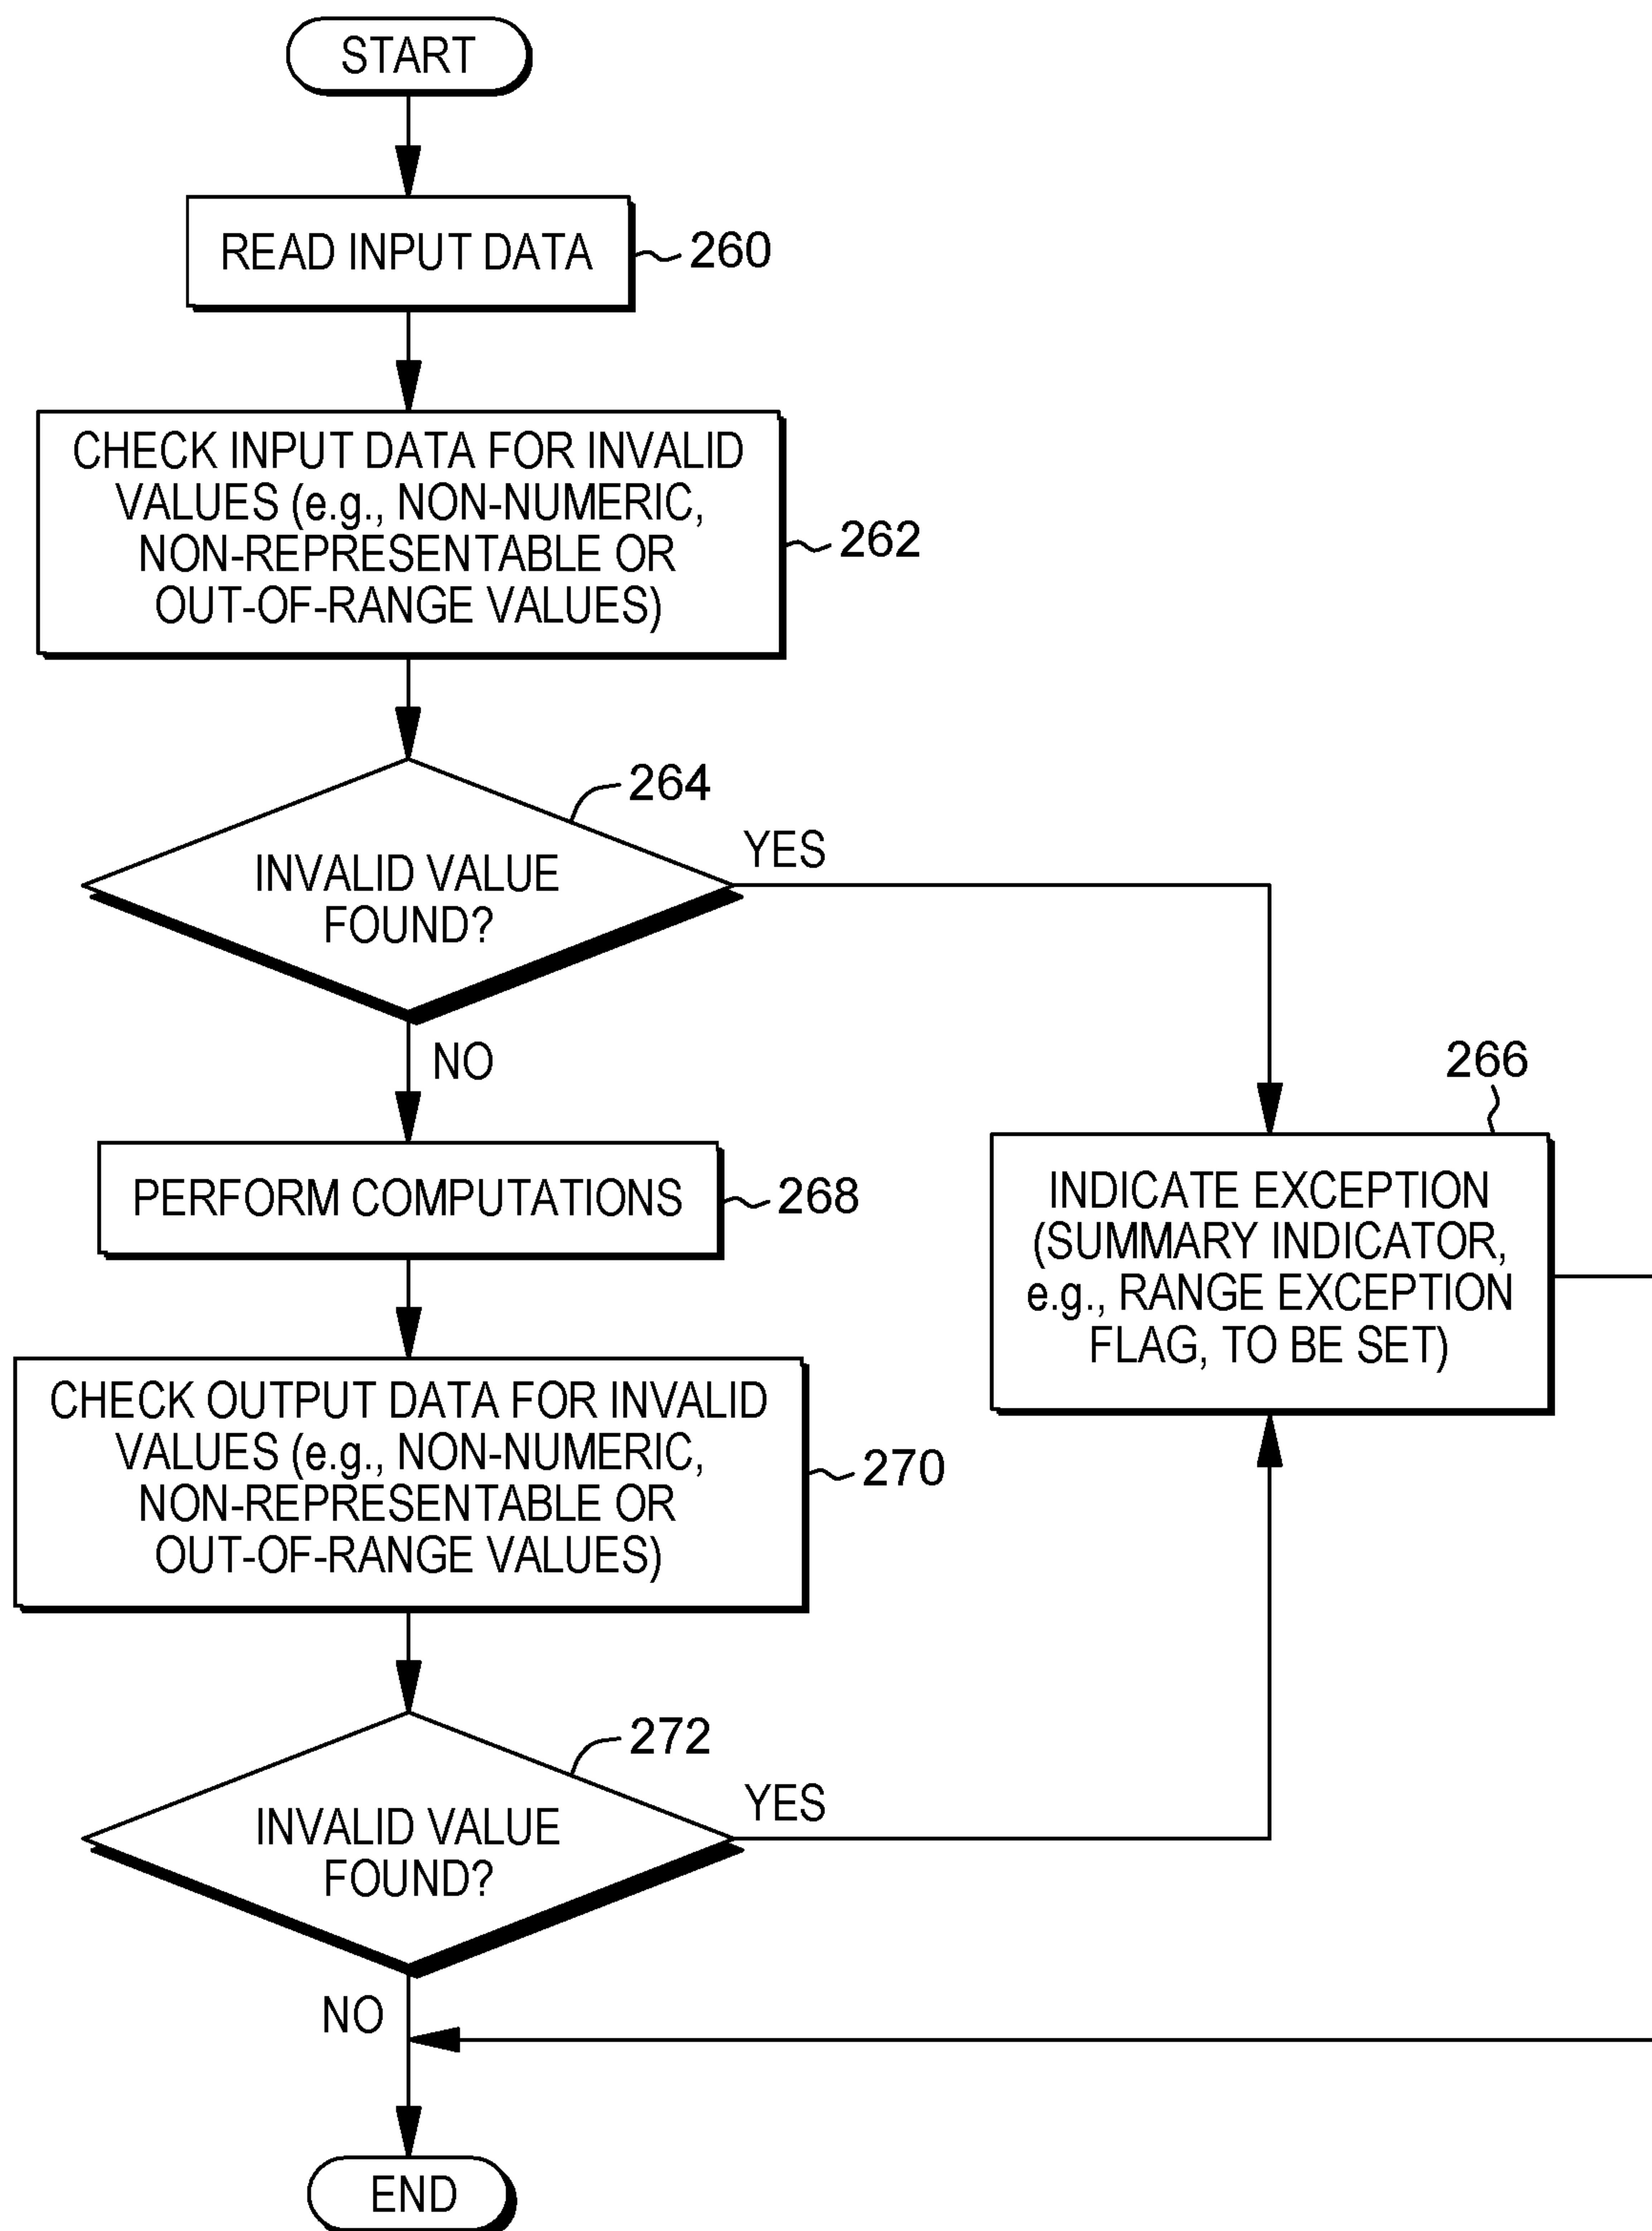 START
READ INPUT DATA
260
CHECK INPUT DATA FOR INVALID
VALUES (e.g., NON-NUMERIC,
NON-REPRESENTABLE OR
OUT-OF-RANGE VALUES)
262
264
INVALID VALUE
FOUND?
YES
NO
266
INDICATE EXCEPTION
(SUMMARY INDICATOR,
e.g., RANGE EXCEPTION
FLAG, TO BE SET)
PERFORM COMPUTATIONS
268
CHECK OUTPUT DATA FOR INVALID
VALUES (e.g., NON-NUMERIC,
NON-REPRESENTABLE OR
OUT-OF-RANGE VALUES)
270
272
INVALID VALUE
FOUND?
YES
NO
END